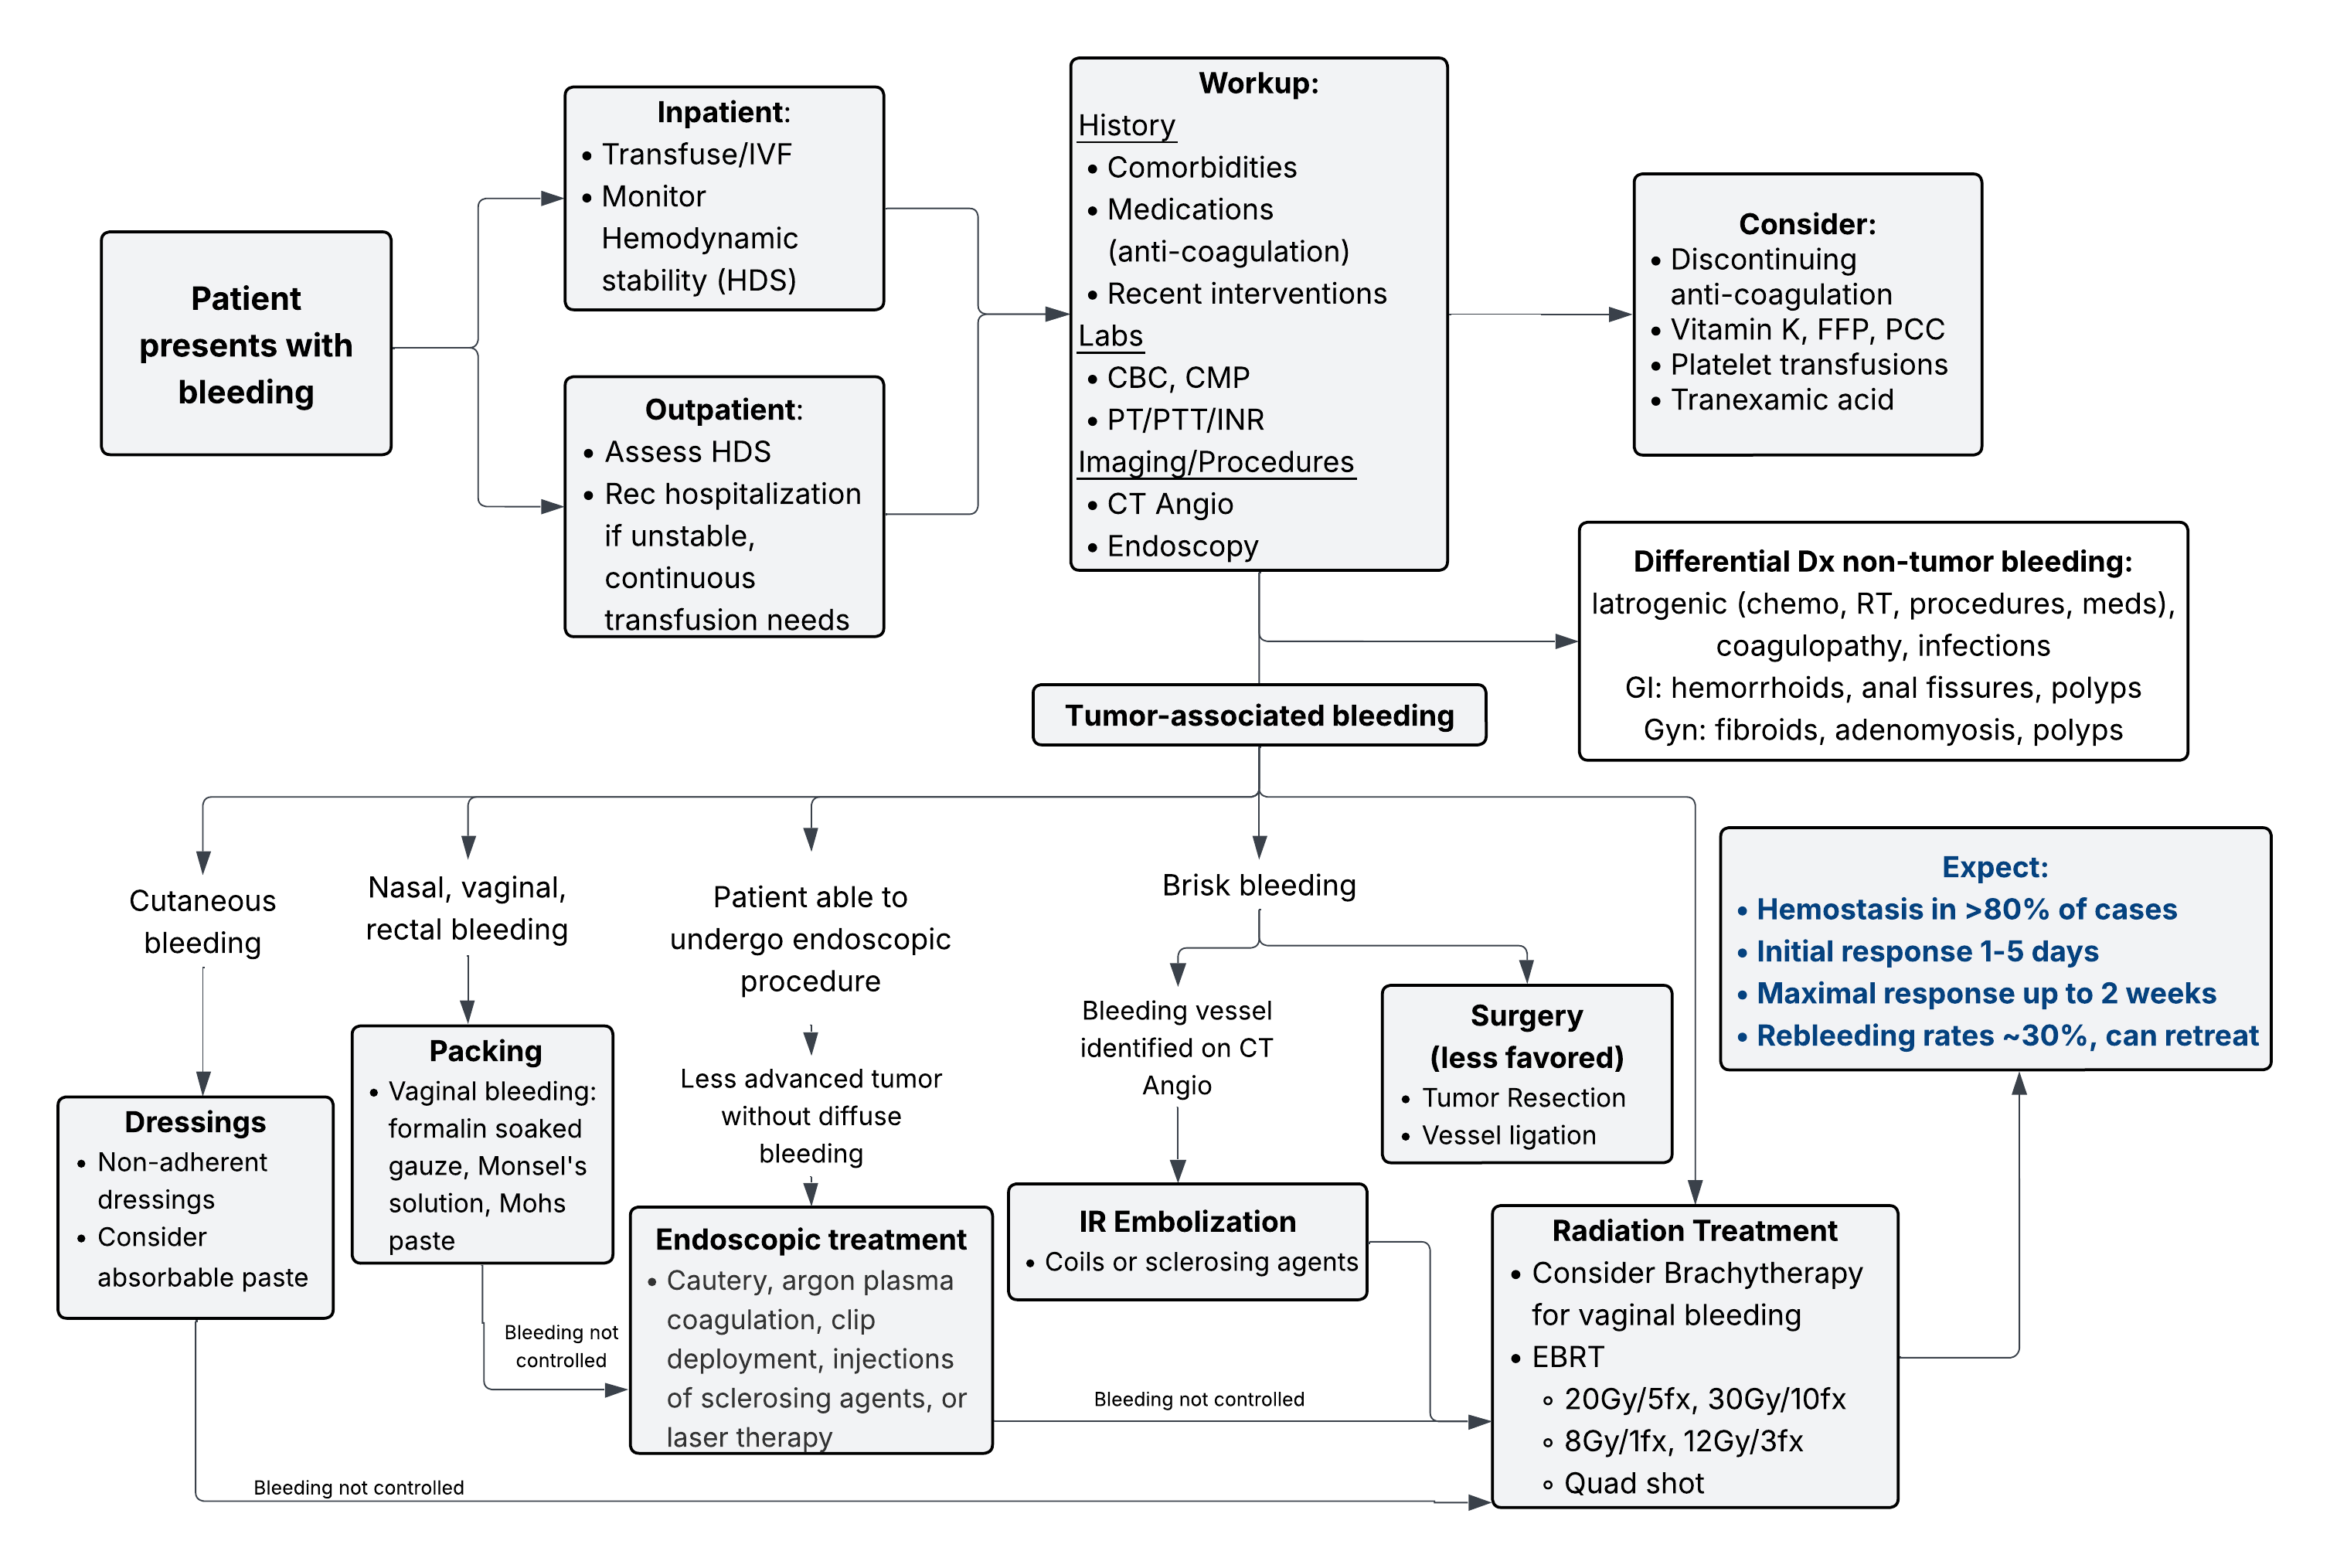 Patient
presents with
bleeding
Inpatient:
• Transfuse/IVF
• Monitor
Hemodynamic
stability (HDS)
Outpatient:
• Assess HDS
• Rec hospitalization
if unstable,
continuous
transfusion needs
Workup:
History
• Comorbidities
• Medications
(anti-coagulation)
• Recent interventions
Labs
• CBC, CMP
• PT/PTT/INR
Imaging/Procedures
• CT Angio
• Endoscopy
Consider:
• Discontinuing
anti-coagulation
• Vitamin K, FFP, PCC
• Platelet transfusions
• Tranexamic acid
Differential Dx non-tumor bleeding:
Iatrogenic (chemo, RT, procedures, meds),
coagulopathy, infections
GI: hemorrhoids, anal fissures, polyps
Gyn: fibroids, adenomyosis, polyps
Tumor-associated bleeding
Cutaneous
bleeding
Dressings
• Non-adherent
dressings
• Consider
absorbable paste
Bleeding not controlled
Nasal, vaginal,
rectal bleeding
Packing
• Vaginal bleeding:
formalin soaked
gauze, Monsel's
solution, Mohs
paste
Bleeding not
controlled
Patient able to
undergo endoscopic
procedure
Less advanced tumor
without diffuse
bleeding
Endoscopic treatment
• Cautery, argon plasma
coagulation, clip
deployment, injections
of sclerosing agents, or
laser therapy
Bleeding not controlled
Brisk bleeding
Bleeding vessel
identified on CT
Angio
IR Embolization
• Coils or sclerosing agents
Surgery
(less favored)
• Tumor Resection
• Vessel ligation
Radiation Treatment
• Consider Brachytherapy
for vaginal bleeding
• EBRT
◦ 20Gy/5fx, 30Gy/10fx
◦ 8Gy/1fx, 12Gy/3fx
◦ Quad shot
Expect:
• Hemostasis in >80% of cases
• Initial response 1-5 days
• Maximal response up to 2 weeks
• Rebleeding rates ~30%, can retreat